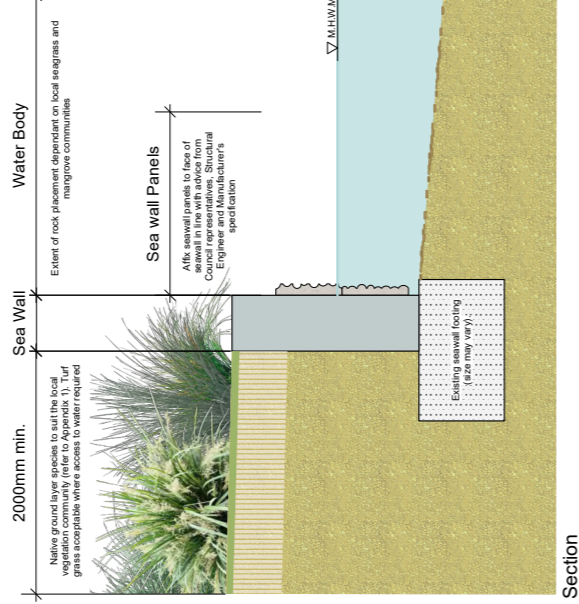 2000mm min.
Sea Wall
Water Body
Native ground layer species to suit the local
vegetation community (refer to Appendix 1). Turf
grass acceptable where access to water required
Extent of rock placement dependant on local seagrass and
mangrove communities
Sea wall Panels
Affix seawall panels to face of
seawall in line with advice from
Council representatives, Structural
Engineer and Manufacturer's
specification
M.H.W.M
Existing seawall footing
(size may vary)
Section